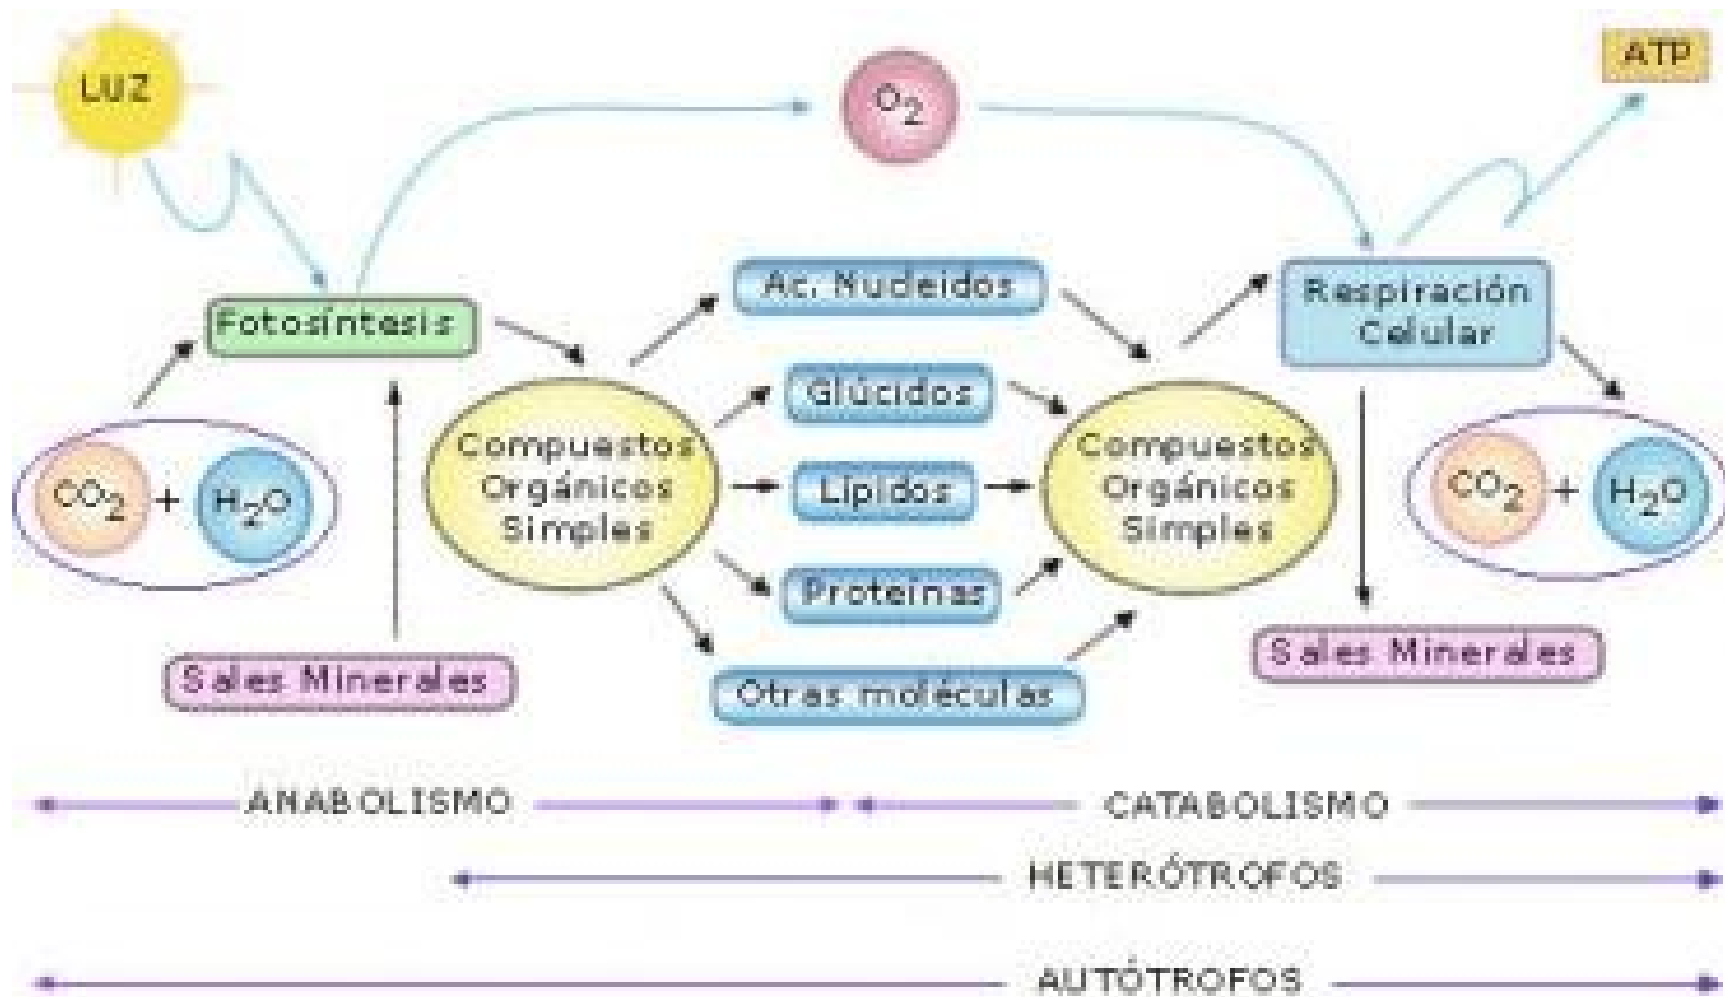 LUZ
O2
ATP
Ac. Nucleidos
Respiración
Celular
Fotosíntesis
Glúcidos
Compuestos
Orgánicos
Simples
Compuestos
Orgánicos
Simples
CO2 + H2O
Lípidos
CO2 + H2O
Proteínas
Sales Minerales
Sales Minerales
Otras moléculas
ANABOLISMO
CATABOLISMO
HETERÓTROFOS
AUTÓTROFOS